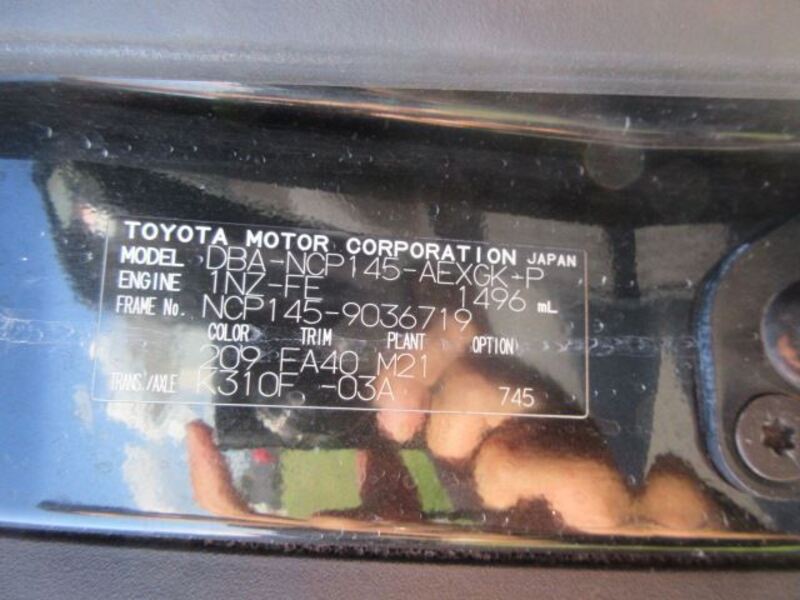 TOYOTA MOTOR CORPORATION JAPAN
MODEL DBA-NCP145-AEXGK-P
ENGINE 1NZ-FE 1496 mL
FRAME No. NCP145-9036719
COLOR TRIM PLANT OPTION
209 EA40 M21
TRANS./AXLE K310F -03A 745